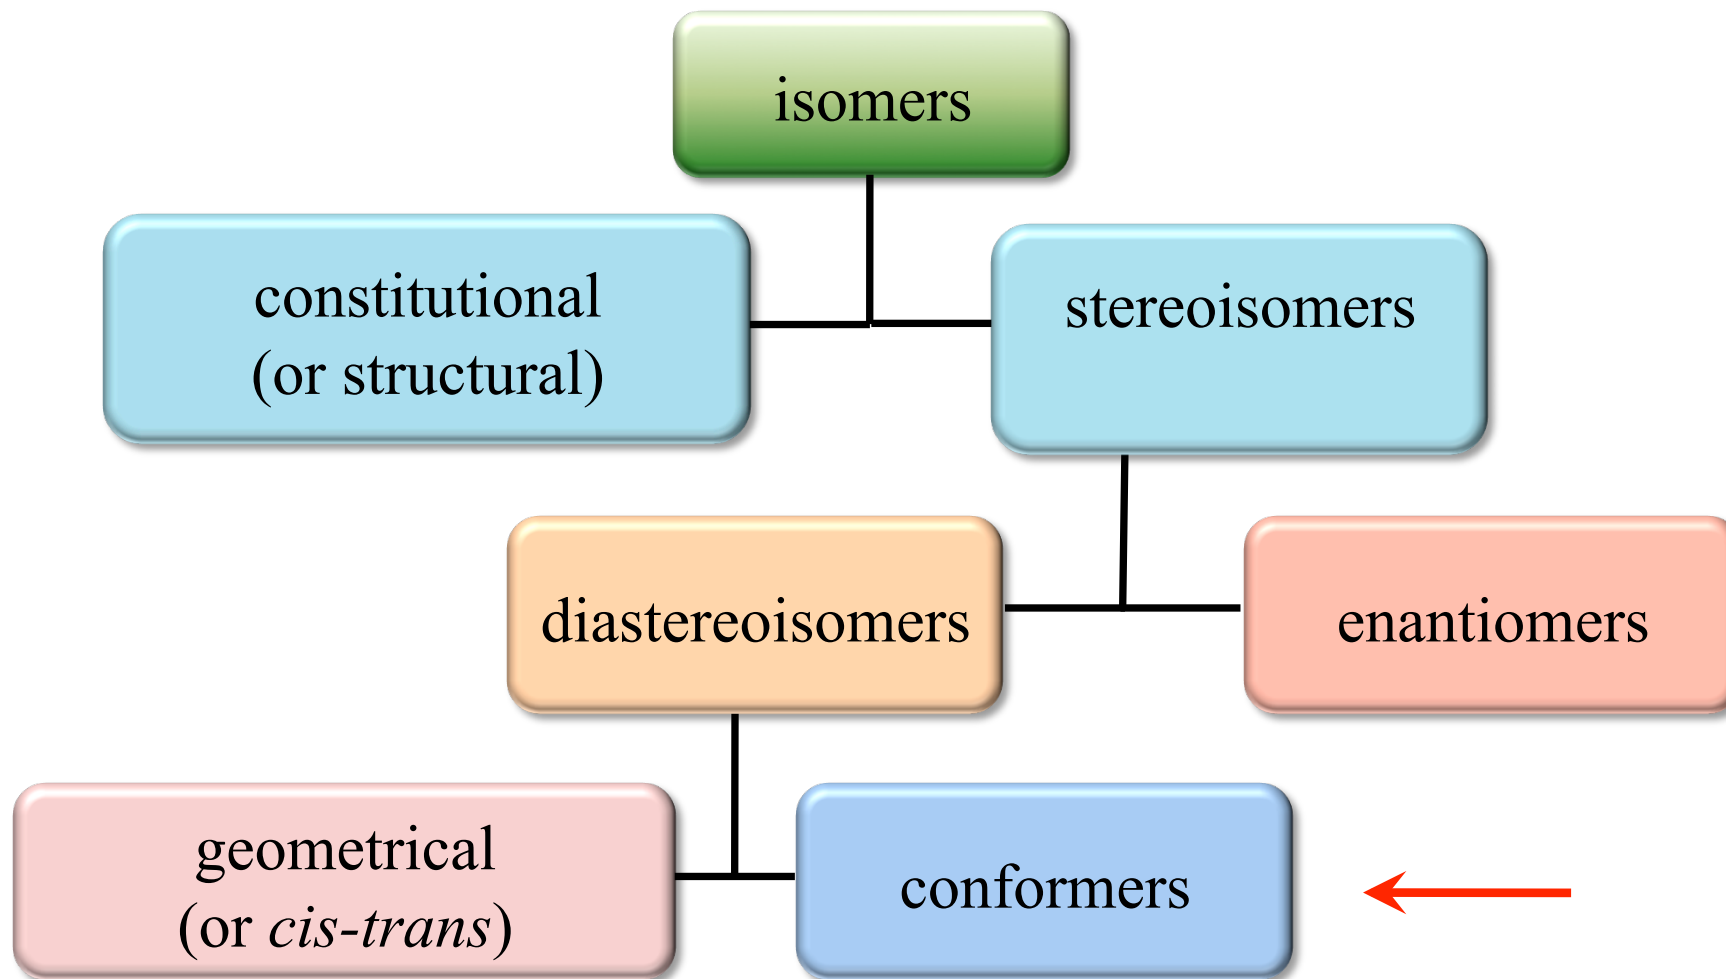 isomers
constitutional
(or structural)
stereoisomers
diastereoisomers
enantiomers
geometrical
(or cis-trans)
conformers